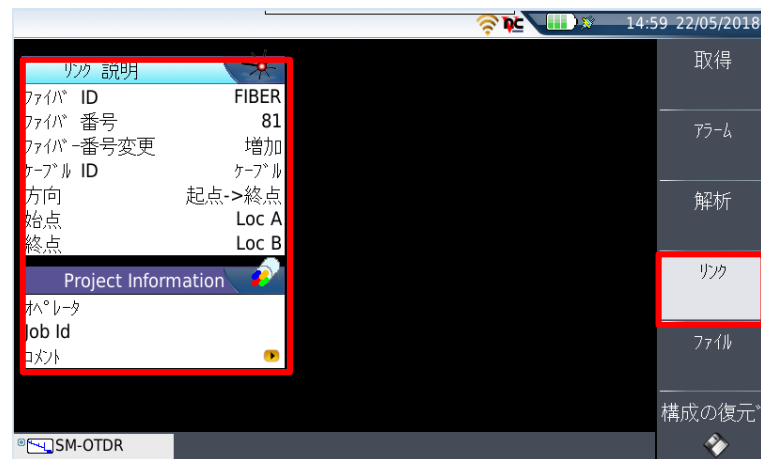 14:59 22/05/2018
ﾘﾝｸ 説明
ﾌｧｲﾊﾞ ID FIBER
ﾌｧｲﾊﾞ 番号 81
ﾌｧｲﾊﾞｰ番号変更 増加
ｹｰﾌﾞﾙ ID ｹｰﾌﾞﾙ
方向 起点->終点
始点 Loc A
終点 Loc B
Project Information
ｵﾍﾟﾚｰﾀ
Job Id
ｺﾒﾝﾄ
取得
ｱﾗｰﾑ
解析
ﾘﾝｸ
ﾌｧｲﾙ
構成の復元
SM-OTDR